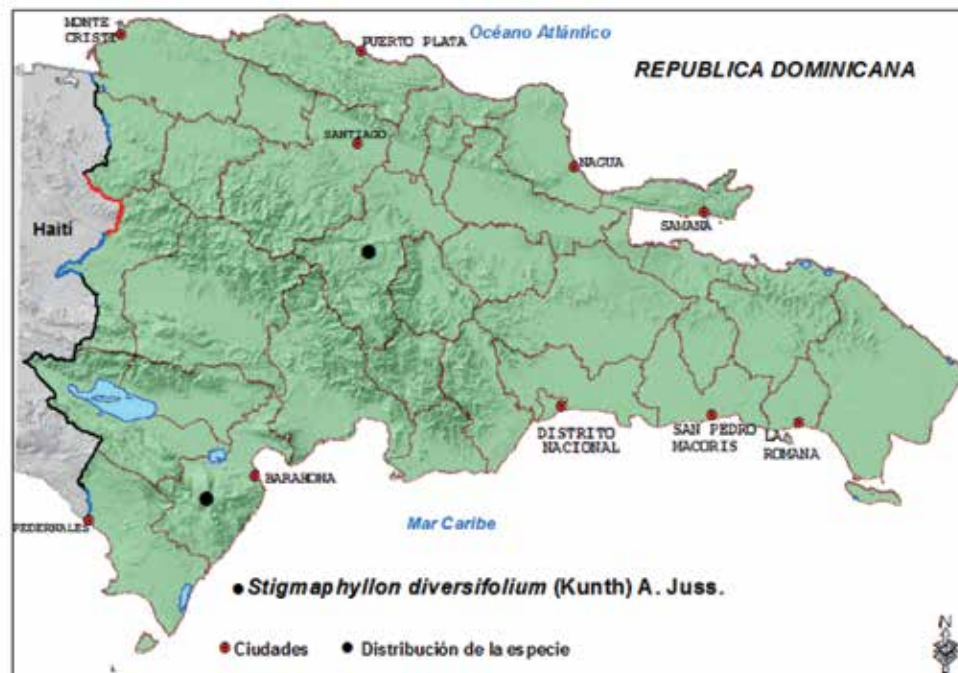 MONTE
CRISTI
PUERTO PLATA
Océano Atlántico
REPUBLICA DOMINICANA
SANTIAGO
NAGUA
SAMANA
Haití
DISTRITO
NACIONAL
SAN PEDRO
MACORIS
LA
ROMANA
BARAHONA
PEDERNALES
Mar Caribe
Stigmaphyllon diversifolium (Kunth) A. Juss.
Ciudades
Distribución de la especie
N